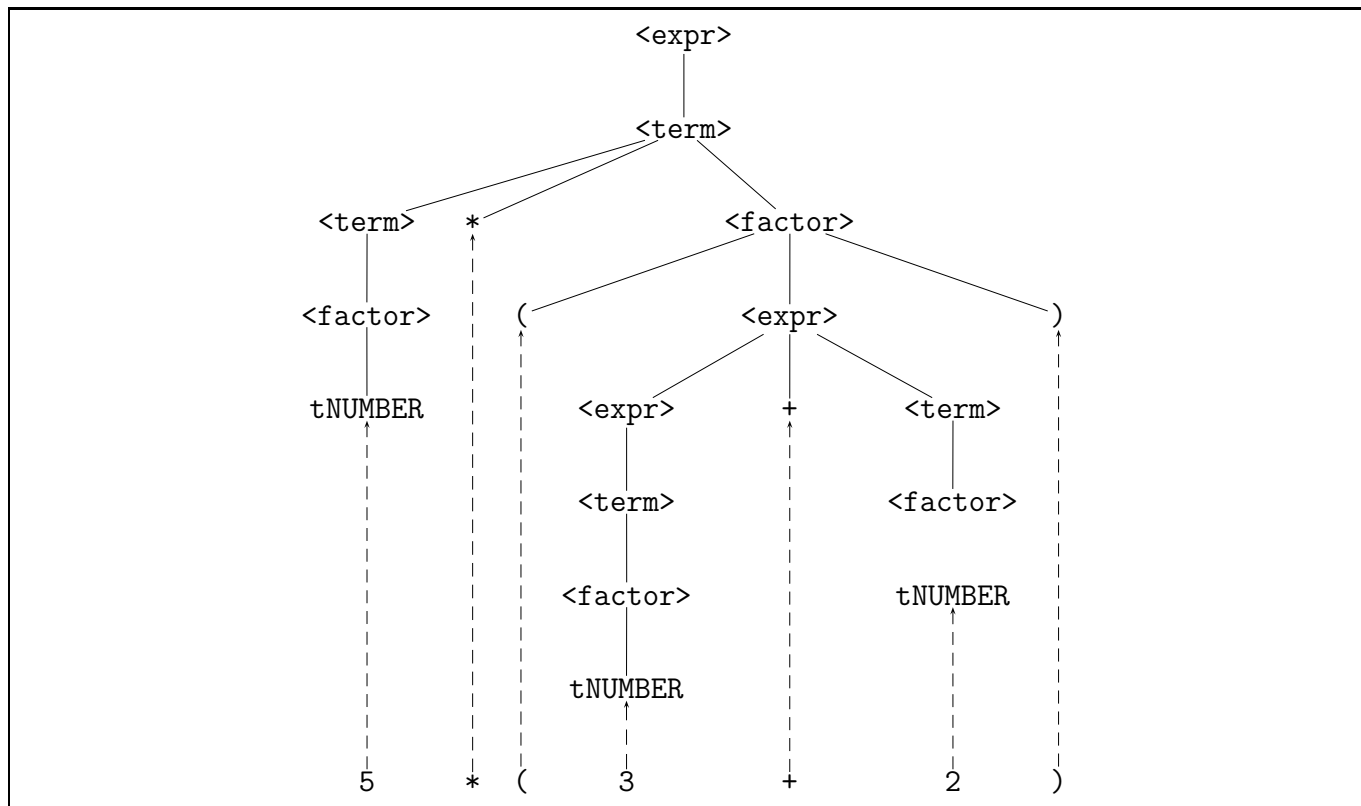 <expr>
<term>
<term> * <factor>
<factor> ( <expr> )
tNUMBER <expr> + <term>
<term> <factor>
<factor> tNUMBER
tNUMBER
5 * ( 3 + 2 )